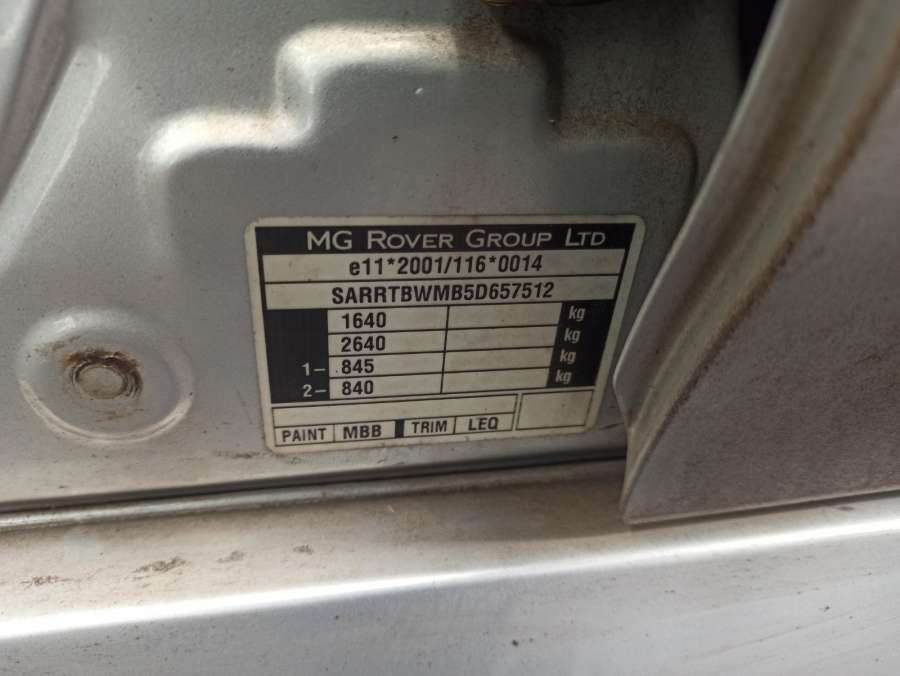 MG ROVER GROUP LTD
e11*2001/116*0014
SARRTBWMB5D657512
1640 kg
2640 kg
1- 845 kg
2- 840 kg
PAINT MBB TRIM LEQ